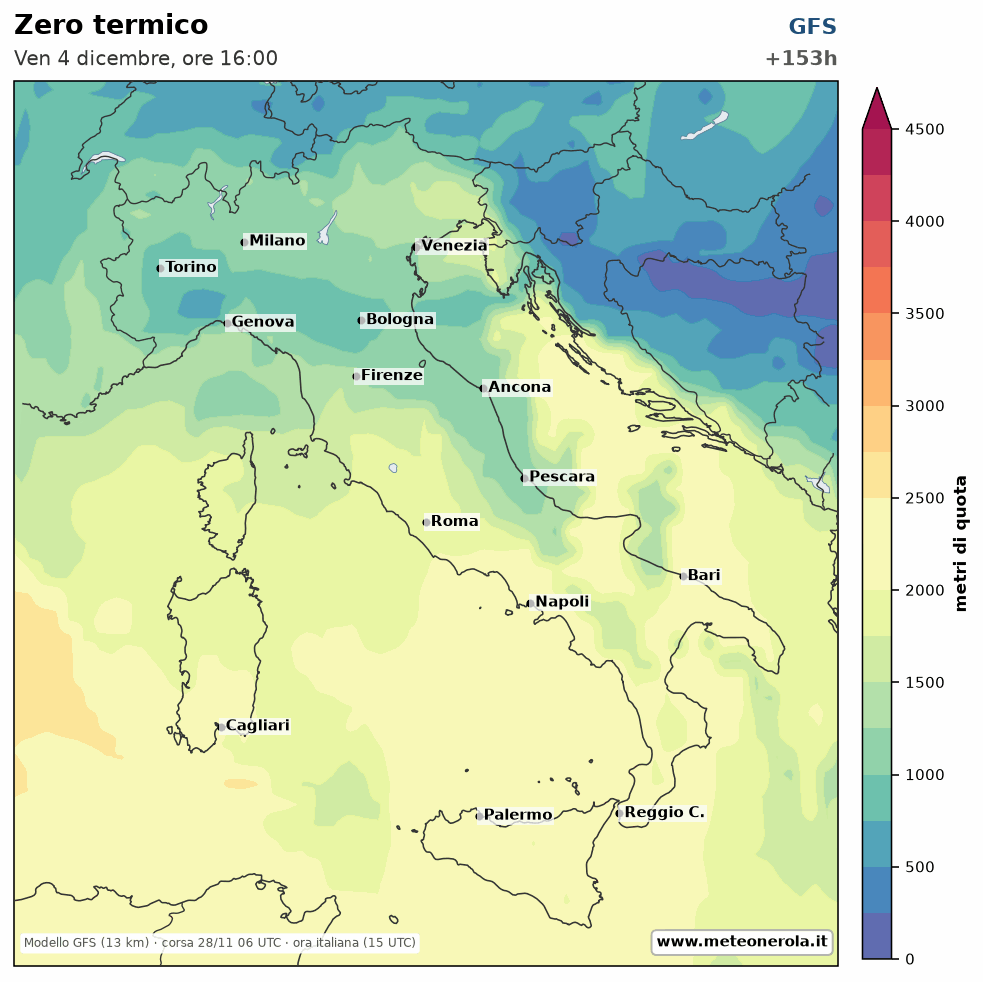 Zero termico
GFS
Ven 4 dicembre, ore 16:00
+153h
4500
4000
3500
3000
2500
2000
1500
1000
500
0
metri di quota
Milano
Venezia
Torino
Genova
Bologna
Firenze
Ancona
Pescara
Roma
Bari
Napoli
Cagliari
Palermo
Reggio C.
Modello GFS (13 km) · corsa 28/11 06 UTC · ora italiana (15 UTC)
www.meteonerola.it